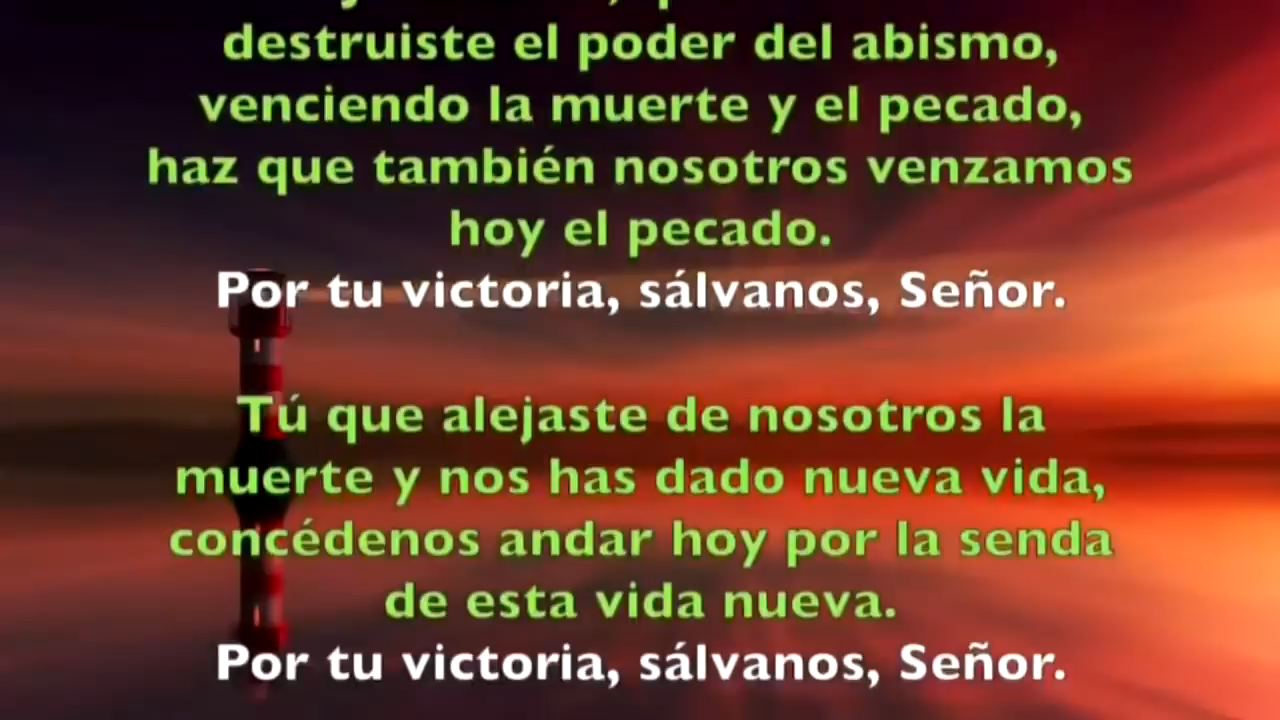 destruiste el poder del abismo,
venciendo la muerte y el pecado,
haz que también nosotros venzamos
hoy el pecado.
Por tu victoria, sálvanos, Señor.
Tú que alejaste de nosotros la
muerte y nos has dado nueva vida,
concédenos andar hoy por la senda
de esta vida nueva.
Por tu victoria, sálvanos, Señor.